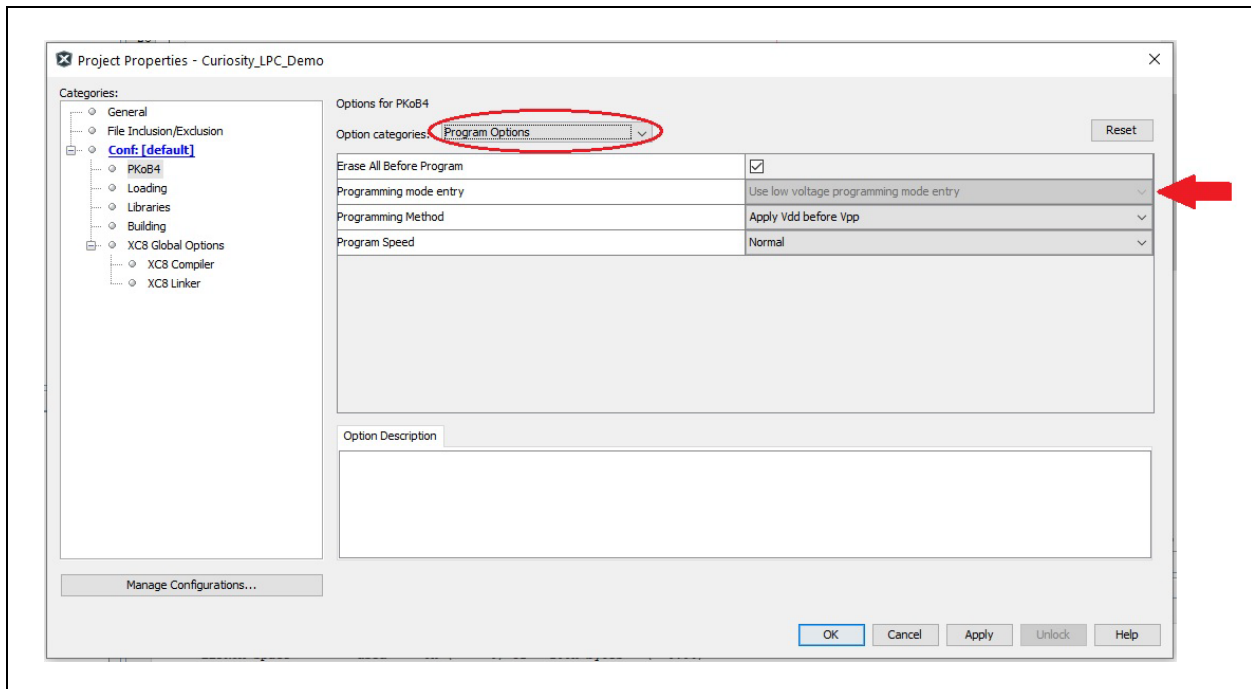 Project Properties - Curiosity_LPC_Demo
Categories:
General
File Inclusion/Exclusion
Conf: [default]
PKoB4
Loading
Libraries
Building
XC8 Global Options
XC8 Compiler
XC8 Linker
Manage Configurations...
Options for PKoB4
Option categories: Program Options
Reset
Erase All Before Program
Programming mode entry Use low voltage programming mode entry
Programming Method Apply Vdd before Vpp
Program Speed Normal
Option Description
OK Cancel Apply Unlock Help